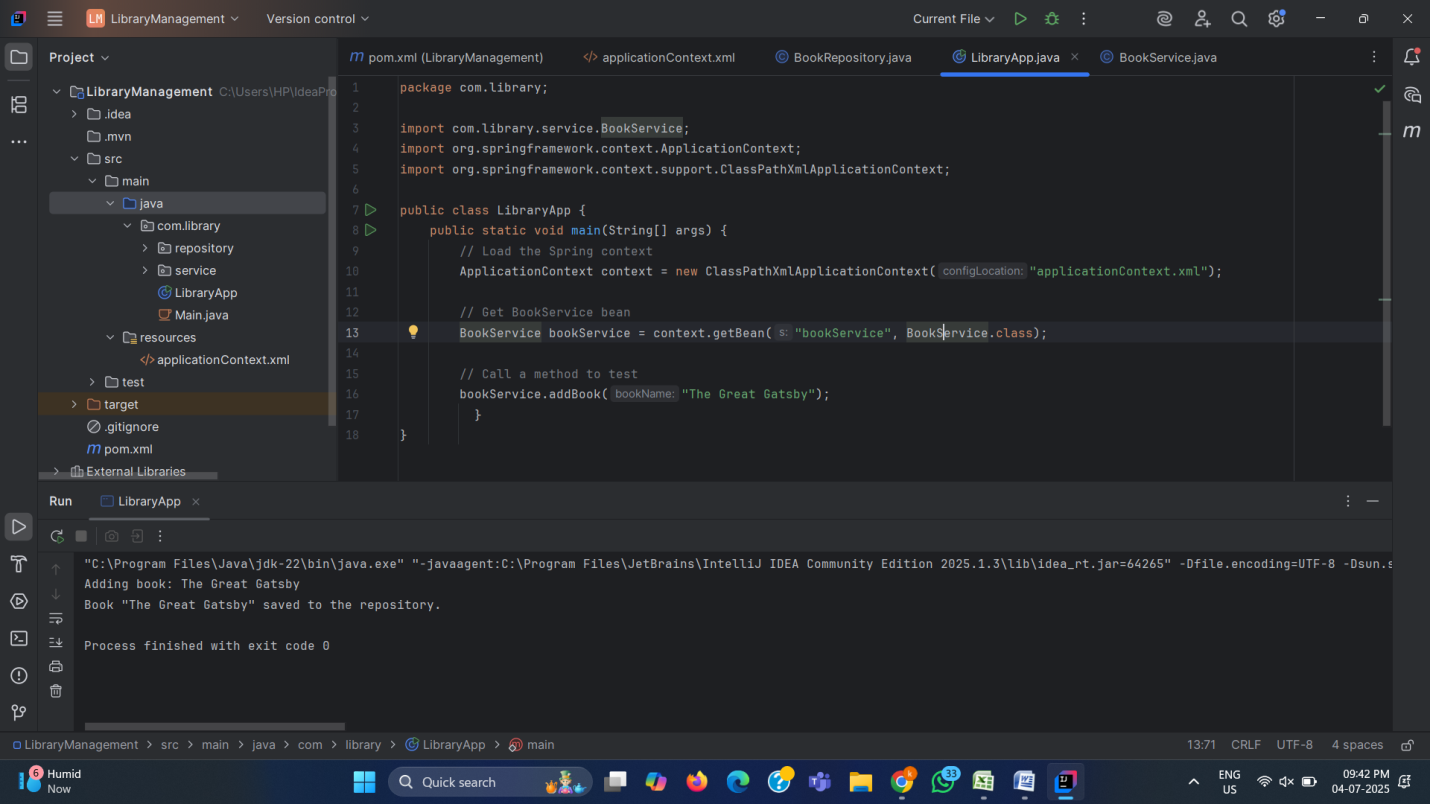 LM LibraryManagement Version control Current File
Project
pom.xml (LibraryManagement) applicationContext.xml BookRepository.java LibraryApp.java BookService.java
LibraryManagement C:\Users\HP\IdeaPro
.idea
.mvn
src
main
java
com.library
repository
service
LibraryApp
Main.java
resources
applicationContext.xml
test
target
.gitignore
pom.xml
External Libraries
1 package com.library;
2
3 import com.library.service.BookService;
4 import org.springframework.context.ApplicationContext;
5 import org.springframework.context.support.ClassPathXmlApplicationContext;
6
7 public class LibraryApp {
8 public static void main(String[] args) {
9 // Load the Spring context
10 ApplicationContext context = new ClassPathXmlApplicationContext( configLocation: "applicationContext.xml");
11
12 // Get BookService bean
13 BookService bookService = context.getBean( s: "bookService", BookService.class);
14
15 // Call a method to test
16 bookService.addBook( bookName: "The Great Gatsby");
17 }
18 }
Run LibraryApp
"C:\Program Files\Java\jdk-22\bin\java.exe" "-javaagent:C:\Program Files\JetBrains\IntelliJ IDEA Community Edition 2025.1.3\lib\idea_rt.jar=64265" -Dfile.encoding=UTF-8 -Dsun.s
Adding book: The Great Gatsby
Book "The Great Gatsby" saved to the repository.
Process finished with exit code 0
LibraryManagement > src > main > java > com > library > LibraryApp > main 13:71 CRLF UTF-8 4 spaces
6 Humid
Now
Quick search
33
ENG
US
09:42 PM
04-07-2025